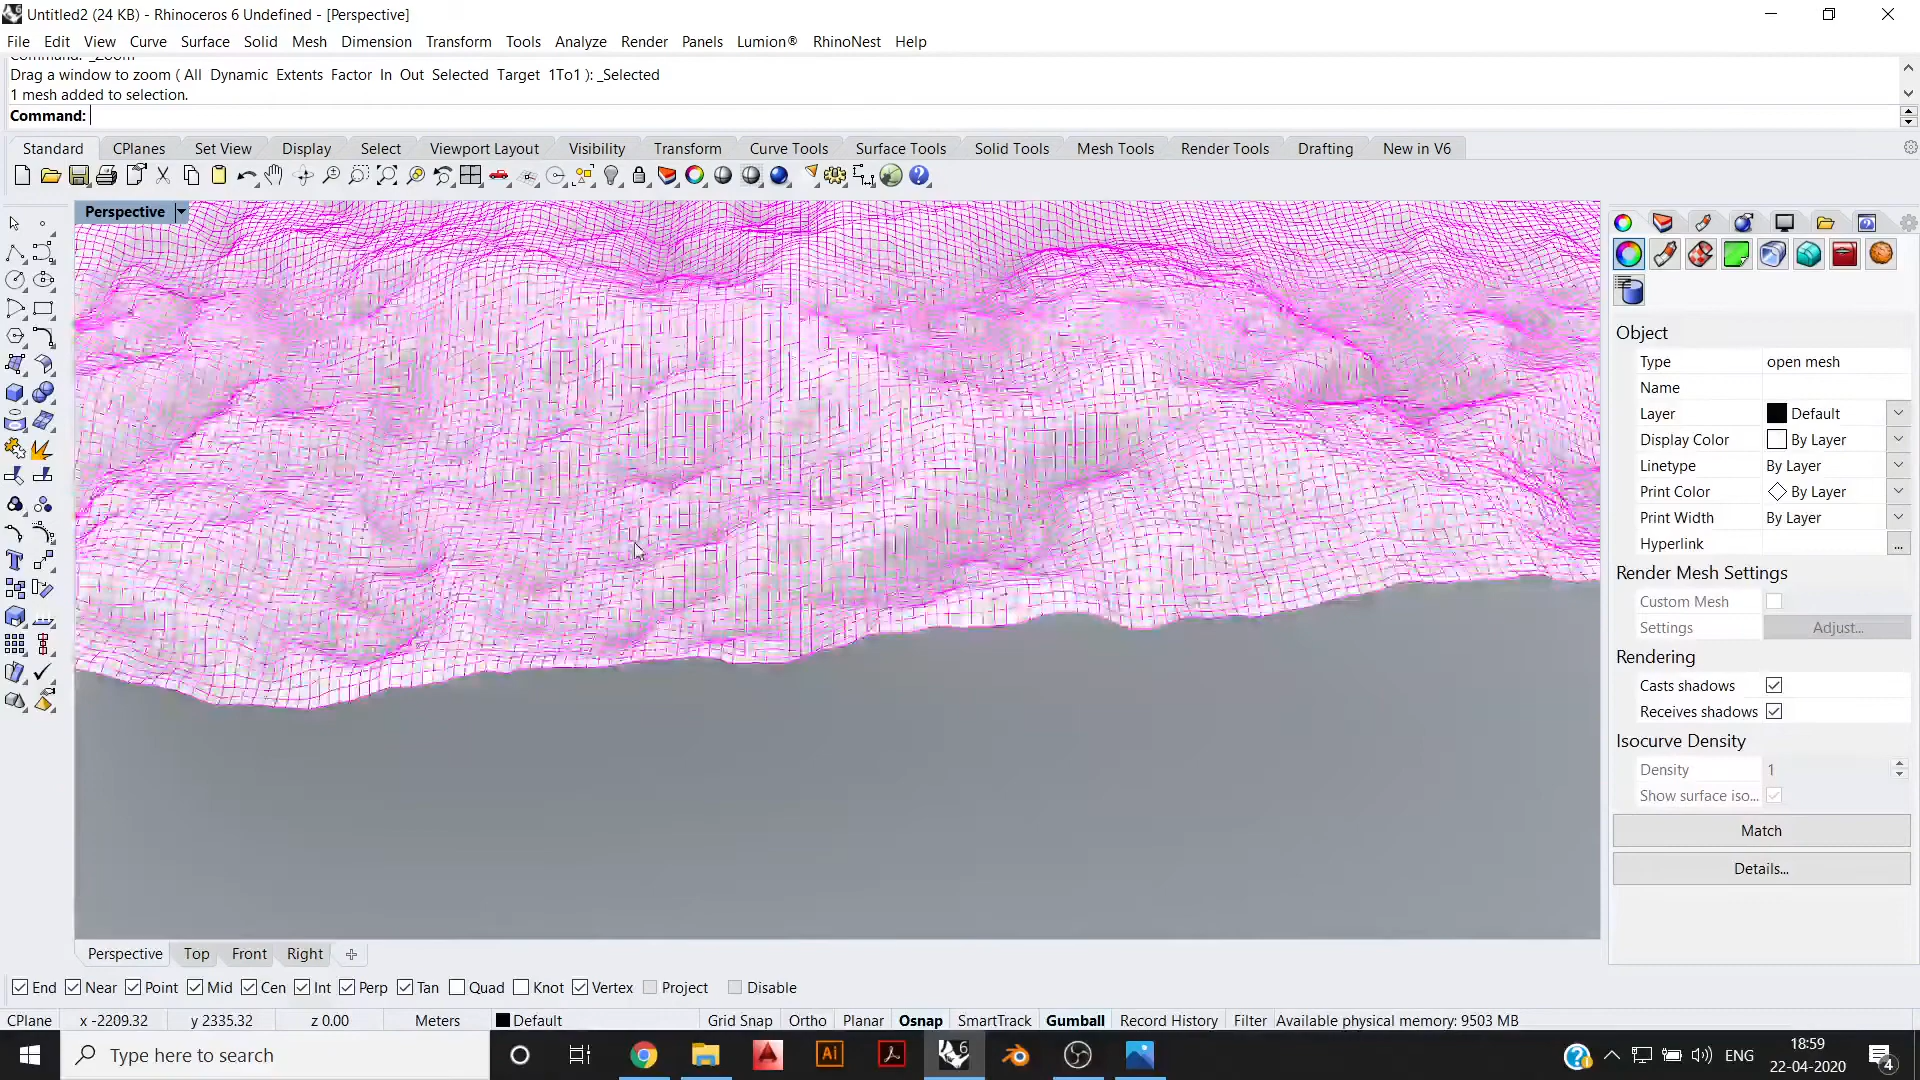 Untitled2 (24 KB) - Rhinoceros 6 Undefined - [Perspective]
File Edit View Curve Surface Solid Mesh Dimension Transform Tools Analyze Render Panels Lumion® RhinoNest Help
Command: _Zoom
Drag a window to zoom ( All Dynamic Extents Factor In Out Selected Target 1To1 ): _Selected
1 mesh added to selection.
Command:
Standard CPlanes Set View Display Select Viewport Layout Visibility Transform Curve Tools Surface Tools Solid Tools Mesh Tools Render Tools Drafting New in V6
Perspective
Object
Type open mesh
Name
Layer Default
Display Color By Layer
Linetype By Layer
Print Color By Layer
Print Width By Layer
Hyperlink ...
Render Mesh Settings
Custom Mesh
Settings Adjust...
Rendering
Casts shadows
Receives shadows
Isocurve Density
Density 1
Show surface iso...
Match
Details...
Perspective Top Front Right
End Near Point Mid Cen Int Perp Tan Quad Knot Vertex Project Disable
CPlane x -2209.32 y 2335.32 z 0.00 Meters Default Grid Snap Ortho Planar Osnap SmartTrack Gumball Record History Filter Available physical memory: 9503 MB
Type here to search
Ai
6
ENG
18:59
22-04-2020
4